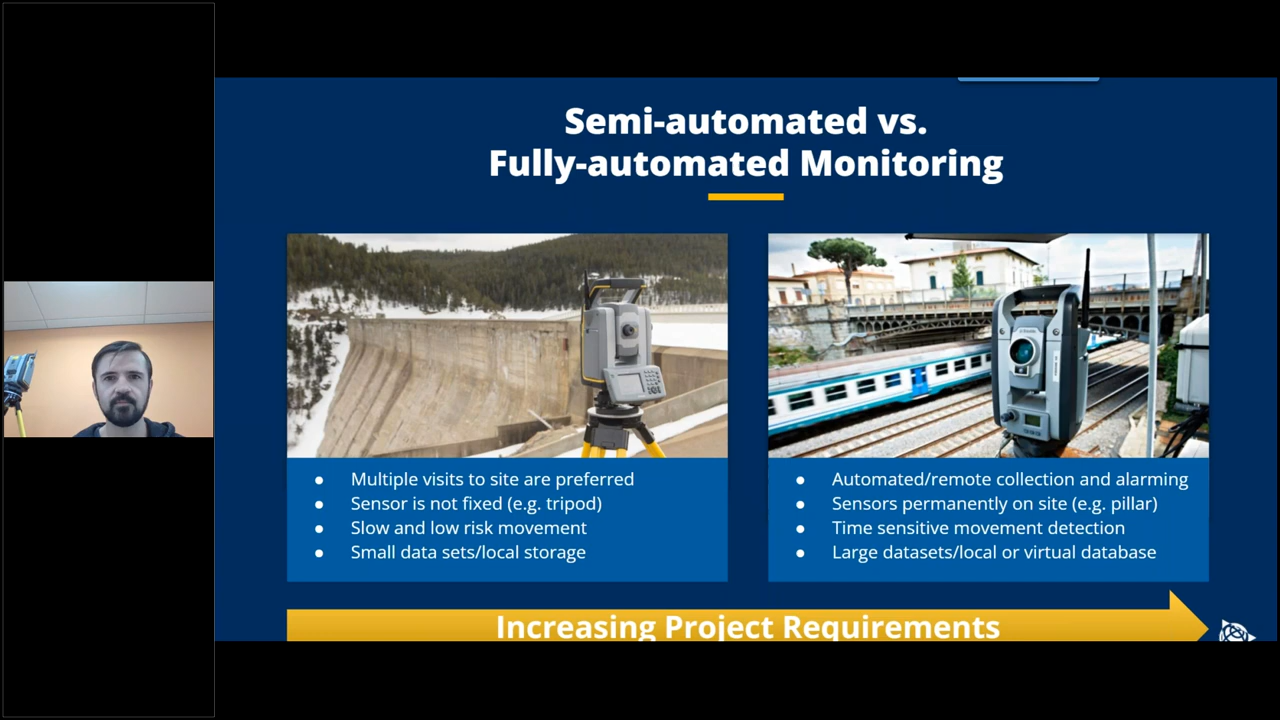 Semi-automated vs.
Fully-automated Monitoring
● Multiple visits to site are preferred
● Sensor is not fixed (e.g. tripod)
● Slow and low risk movement
● Small data sets/local storage
● Automated/remote collection and alarming
● Sensors permanently on site (e.g. pillar)
● Time sensitive movement detection
● Large datasets/local or virtual database
Increasing Project Requirements